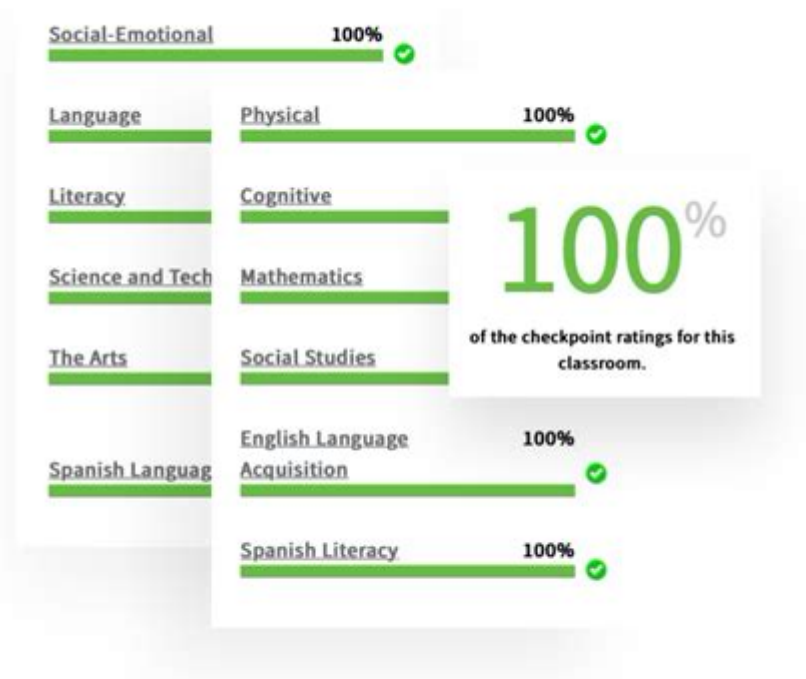 Social-Emotional 100%
Language
Literacy
Science and Tech
The Arts
Spanish Languag
Physical 100%
Cognitive
Mathematics
Social Studies
English Language 100%
Acquisition
Spanish Literacy 100%
100%
of the checkpoint ratings for this
classroom.